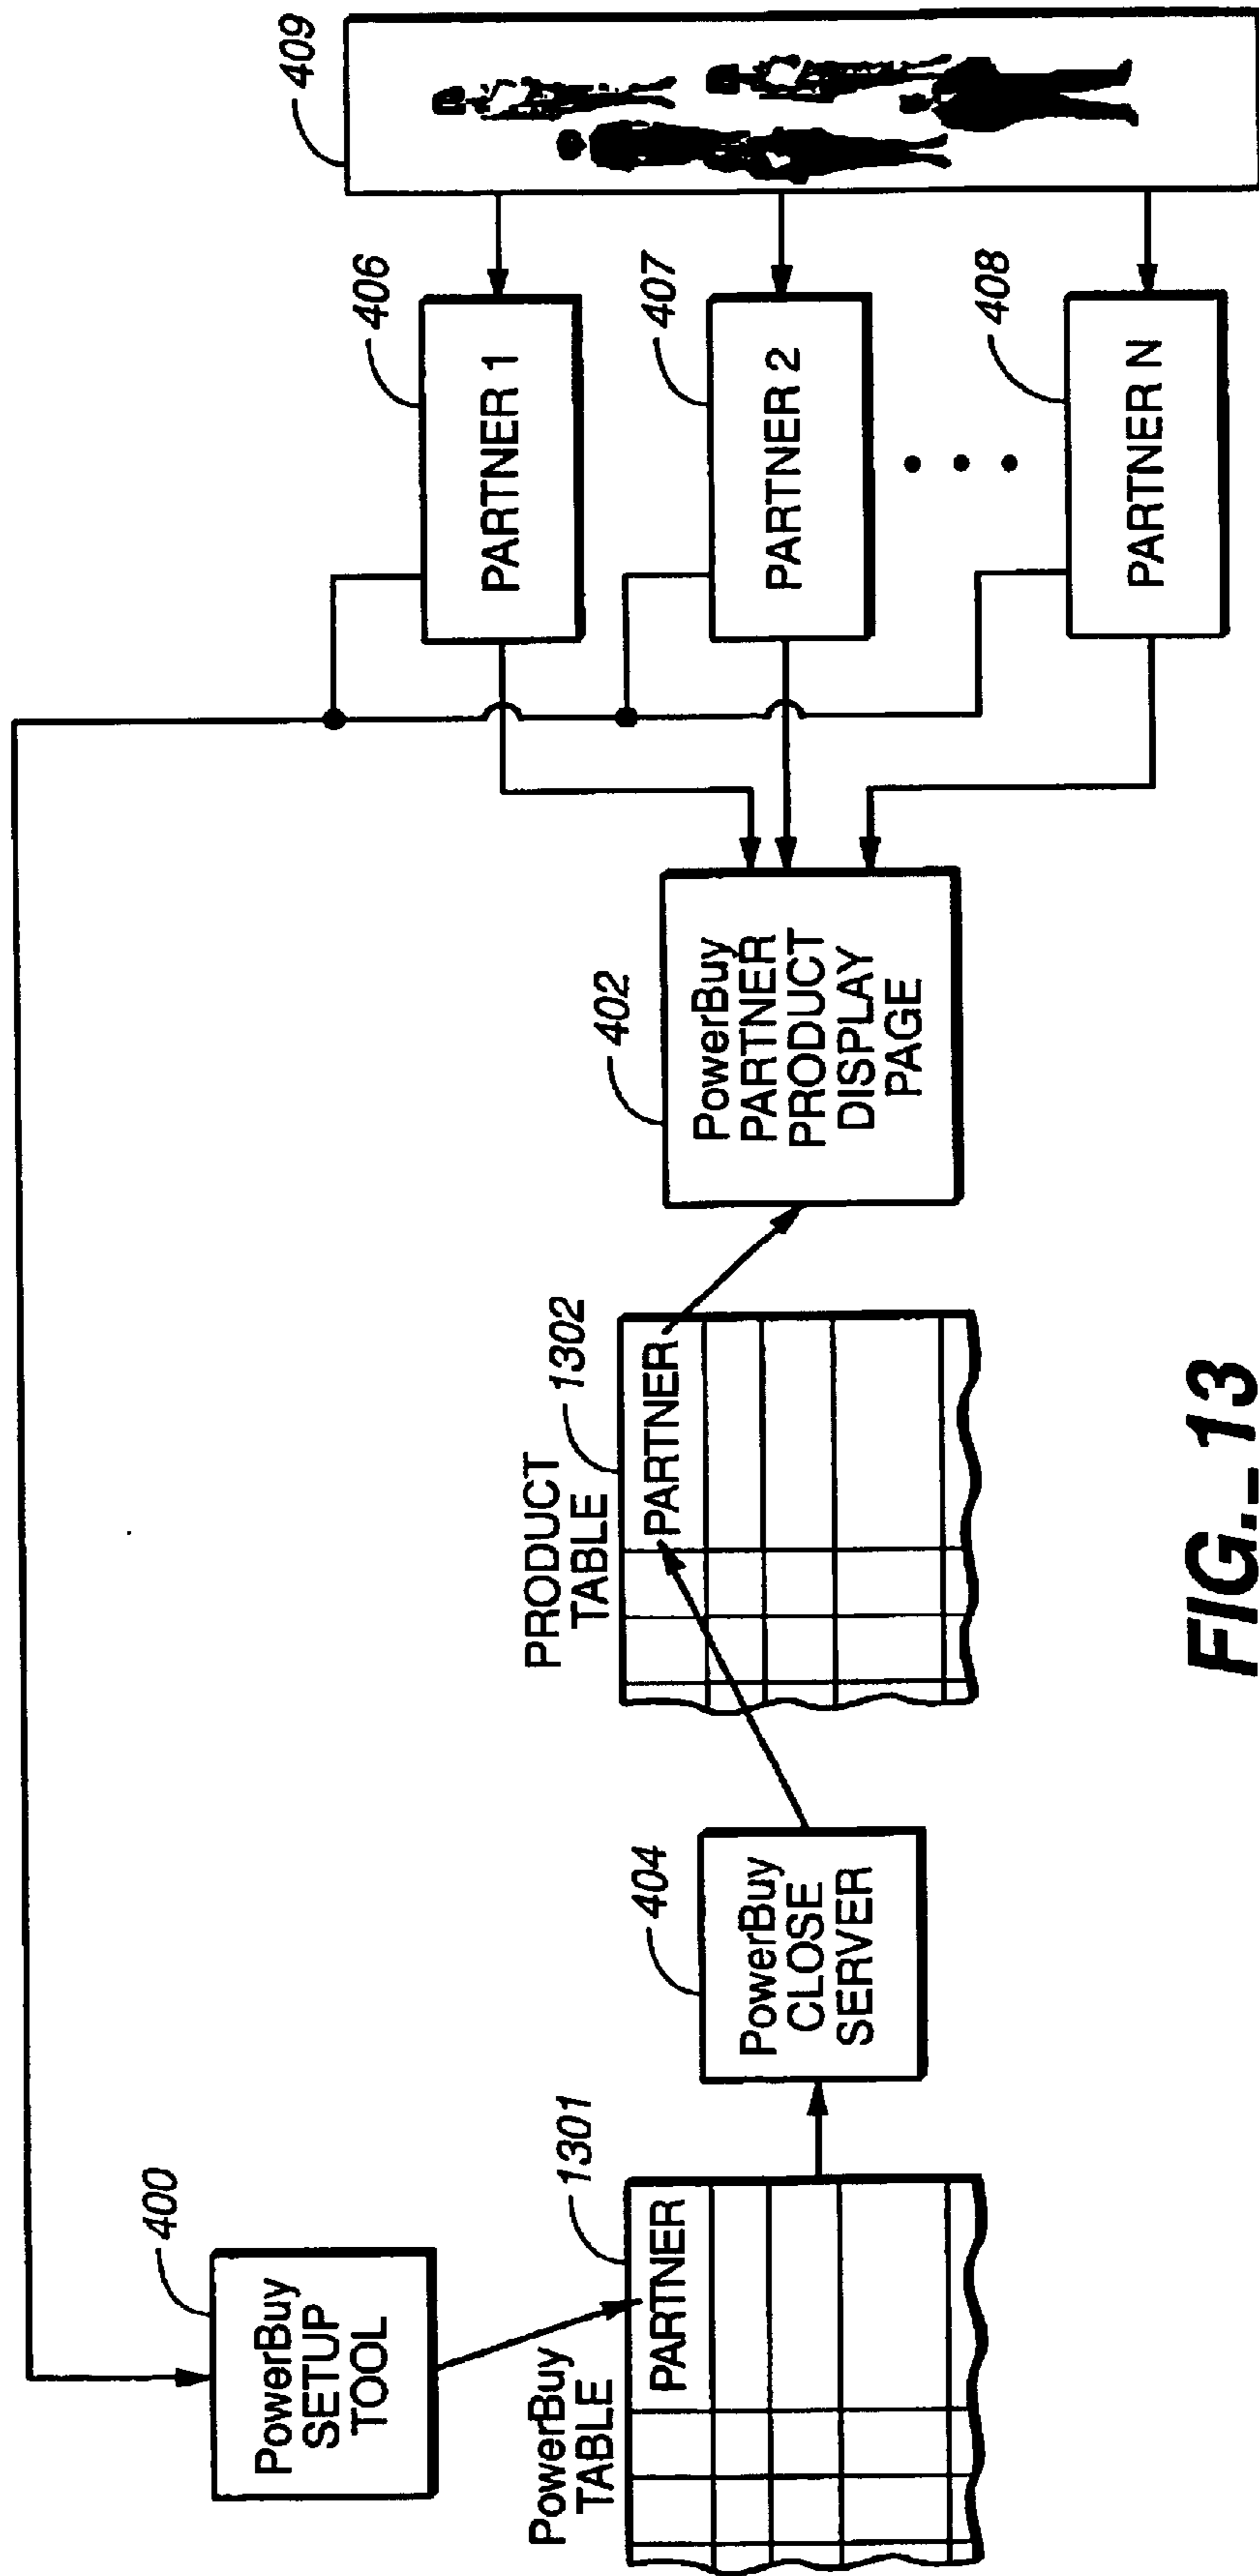 400
PowerBuy
SETUP
TOOL
PowerBuy
TABLE
1301
PARTNER
404
PowerBuy
CLOSE
SERVER
PRODUCT
TABLE
1302
PARTNER
402
PowerBuy
PARTNER
PRODUCT
DISPLAY
PAGE
406
PARTNER 1
407
PARTNER 2
408
PARTNER N
409
FIG._13